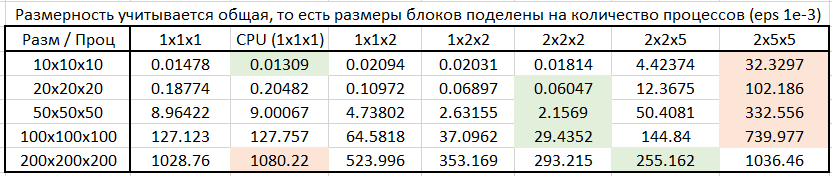 Размерность учитывается общая, то есть размеры блоков поделены на количество процессов (eps 1e-3)
Разм / Проц 1x1x1 CPU (1x1x1) 1x1x2 1x2x2 2x2x2 2x2x5 2x5x5
10x10x10 0.01478 0.01309 0.02094 0.02031 0.01814 4.42374 32.3297
20x20x20 0.18774 0.20482 0.10972 0.06897 0.06047 12.3675 102.186
50x50x50 8.96422 9.00067 4.73802 2.63155 2.1569 50.4081 332.556
100x100x100 127.123 127.757 64.5818 37.0962 29.4352 144.84 739.977
200x200x200 1028.76 1080.22 523.996 353.169 293.215 255.162 1036.46